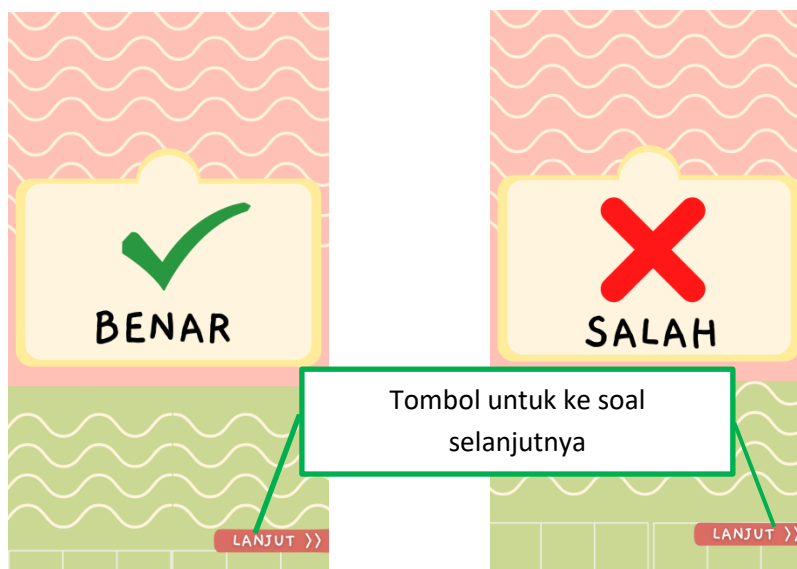 BENAR
SALAH
Tombol untuk ke soal
selanjutnya
LANJUT >>
LANJUT >>